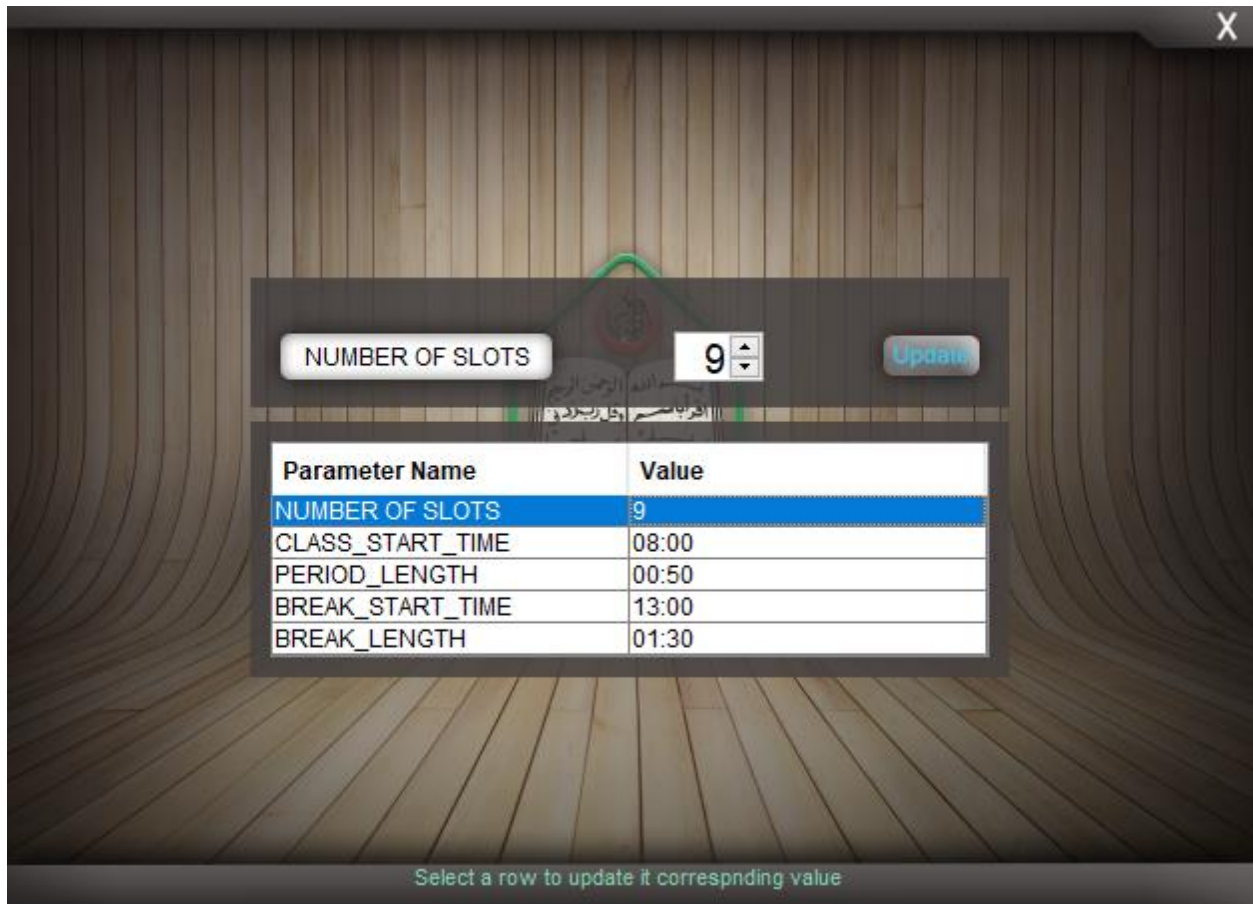 X
NUMBER OF SLOTS 9 Update
Parameter Name Value
NUMBER OF SLOTS 9
CLASS_START_TIME 08:00
PERIOD_LENGTH 00:50
BREAK_START_TIME 13:00
BREAK_LENGTH 01:30
Select a row to update it correspnding value